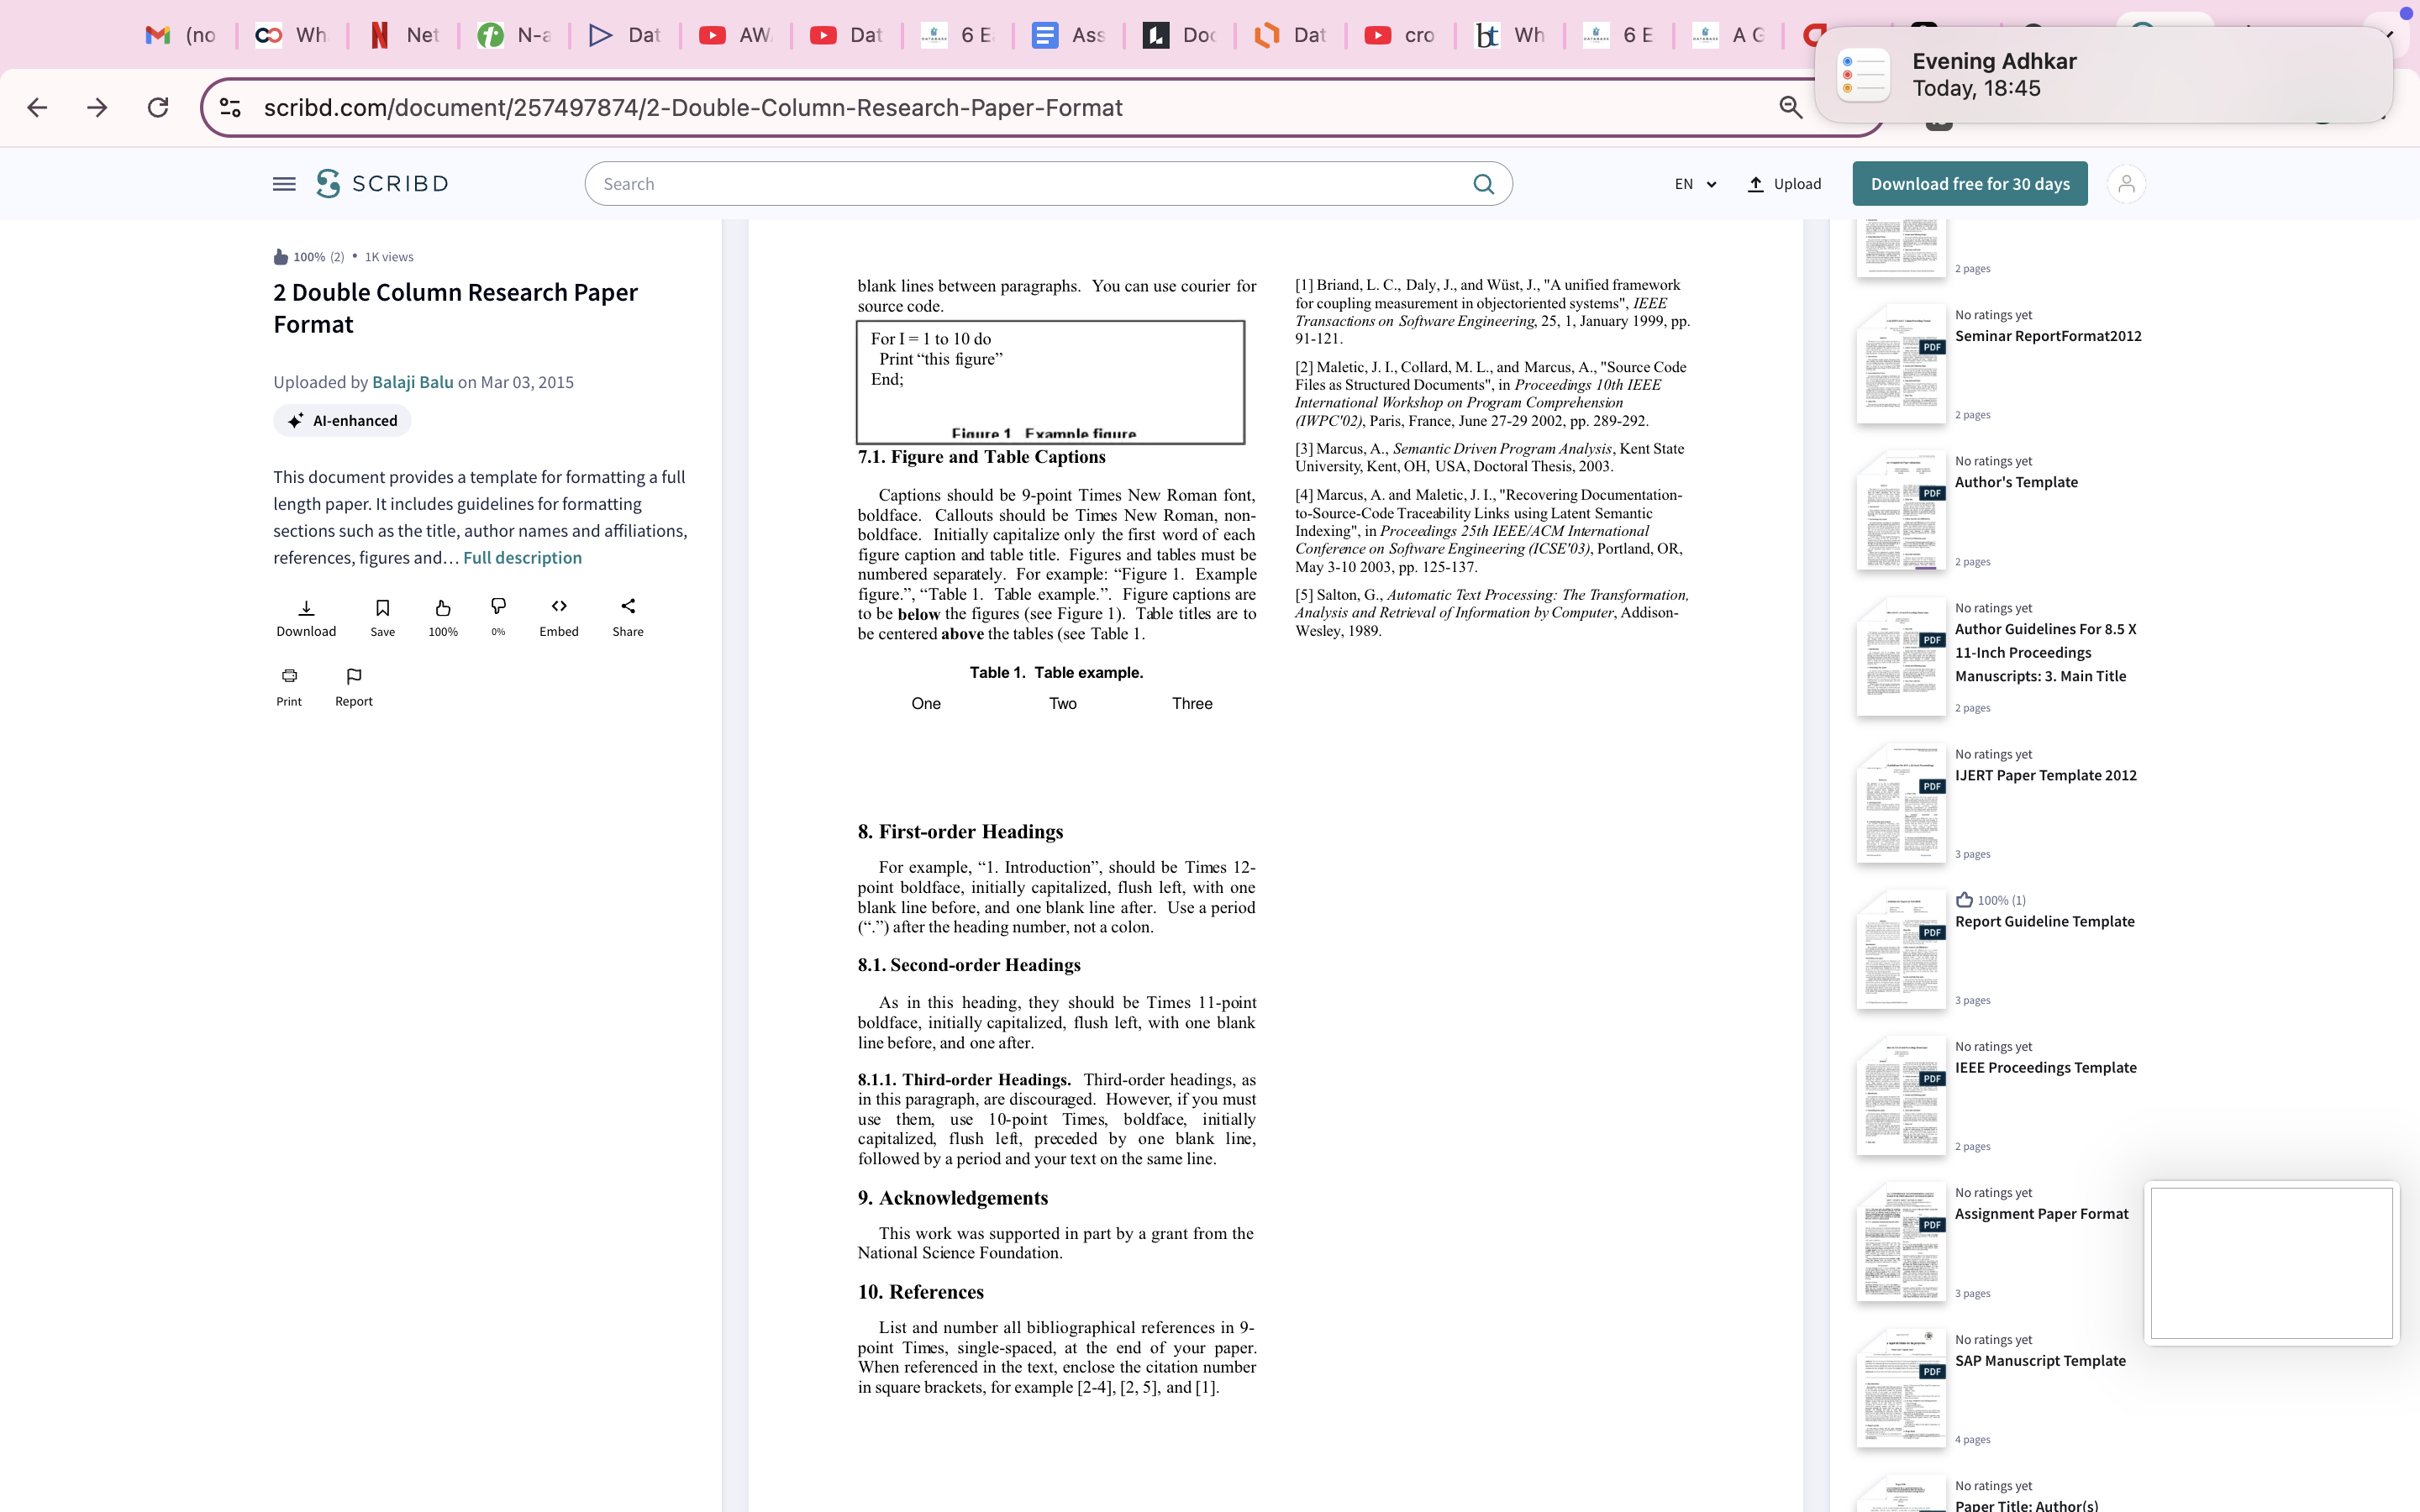 (no
Wh
Net
N-a
Dat
AW
Dat
6 E
Ass
Doc
Dat
cro
bt Wh
6 E
A G
Evening Adhkar
Today, 18:45
scribd.com/document/257497874/2-Double-Column-Research-Paper-Format
SCRIBD
Search
EN
Upload
Download free for 30 days
100% (2) • 1K views
2 Double Column Research Paper
Format
Uploaded by Balaji Balu on Mar 03, 2015
AI-enhanced
This document provides a template for formatting a full
length paper. It includes guidelines for formatting
sections such as the title, author names and affiliations,
references, figures and… Full description
Download
Save
100%
0%
Embed
Share
Print
Report
blank lines between paragraphs. You can use courier for
source code.
For I = 1 to 10 do
Print “this figure”
End;
Figure 1. Example figure
7.1. Figure and Table Captions
Captions should be 9-point Times New Roman font,
boldface. Callouts should be Times New Roman, non-
boldface. Initially capitalize only the first word of each
figure caption and table title. Figures and tables must be
numbered separately. For example: “Figure 1. Example
figure.”, “Table 1. Table example.”. Figure captions are
to be below the figures (see Figure 1). Table titles are to
be centered above the tables (see Table 1.
Table 1. Table example.
One Two Three
8. First-order Headings
For example, “1. Introduction”, should be Times 12-
point boldface, initially capitalized, flush left, with one
blank line before, and one blank line after. Use a period
(“.”) after the heading number, not a colon.
8.1. Second-order Headings
As in this heading, they should be Times 11-point
boldface, initially capitalized, flush left, with one blank
line before, and one after.
8.1.1. Third-order Headings. Third-order headings, as
in this paragraph, are discouraged. However, if you must
use them, use 10-point Times, boldface, initially
capitalized, flush left, preceded by one blank line,
followed by a period and your text on the same line.
9. Acknowledgements
This work was supported in part by a grant from the
National Science Foundation.
10. References
List and number all bibliographical references in 9-
point Times, single-spaced, at the end of your paper.
When referenced in the text, enclose the citation number
in square brackets, for example [2-4], [2, 5], and [1].
[1] Briand, L. C., Daly, J., and Wüst, J., "A unified framework
for coupling measurement in objectoriented systems", IEEE
Transactions on Software Engineering, 25, 1, January 1999, pp.
91-121.
[2] Maletic, J. I., Collard, M. L., and Marcus, A., "Source Code
Files as Structured Documents", in Proceedings 10th IEEE
International Workshop on Program Comprehension
(IWPC'02), Paris, France, June 27-29 2002, pp. 289-292.
[3] Marcus, A., Semantic Driven Program Analysis, Kent State
University, Kent, OH, USA, Doctoral Thesis, 2003.
[4] Marcus, A. and Maletic, J. I., "Recovering Documentation-
to-Source-Code Traceability Links using Latent Semantic
Indexing", in Proceedings 25th IEEE/ACM International
Conference on Software Engineering (ICSE'03), Portland, OR,
May 3-10 2003, pp. 125-137.
[5] Salton, G., Automatic Text Processing: The Transformation,
Analysis and Retrieval of Information by Computer, Addison-
Wesley, 1989.
2 pages
No ratings yet
Seminar ReportFormat2012
PDF
2 pages
No ratings yet
Author's Template
PDF
2 pages
No ratings yet
Author Guidelines For 8.5 X
11-Inch Proceedings
Manuscripts: 3. Main Title
PDF
2 pages
No ratings yet
IJERT Paper Template 2012
PDF
3 pages
100% (1)
Report Guideline Template
PDF
3 pages
No ratings yet
IEEE Proceedings Template
PDF
2 pages
No ratings yet
Assignment Paper Format
PDF
3 pages
No ratings yet
SAP Manuscript Template
PDF
4 pages
No ratings yet
Paper Title: Author(s)